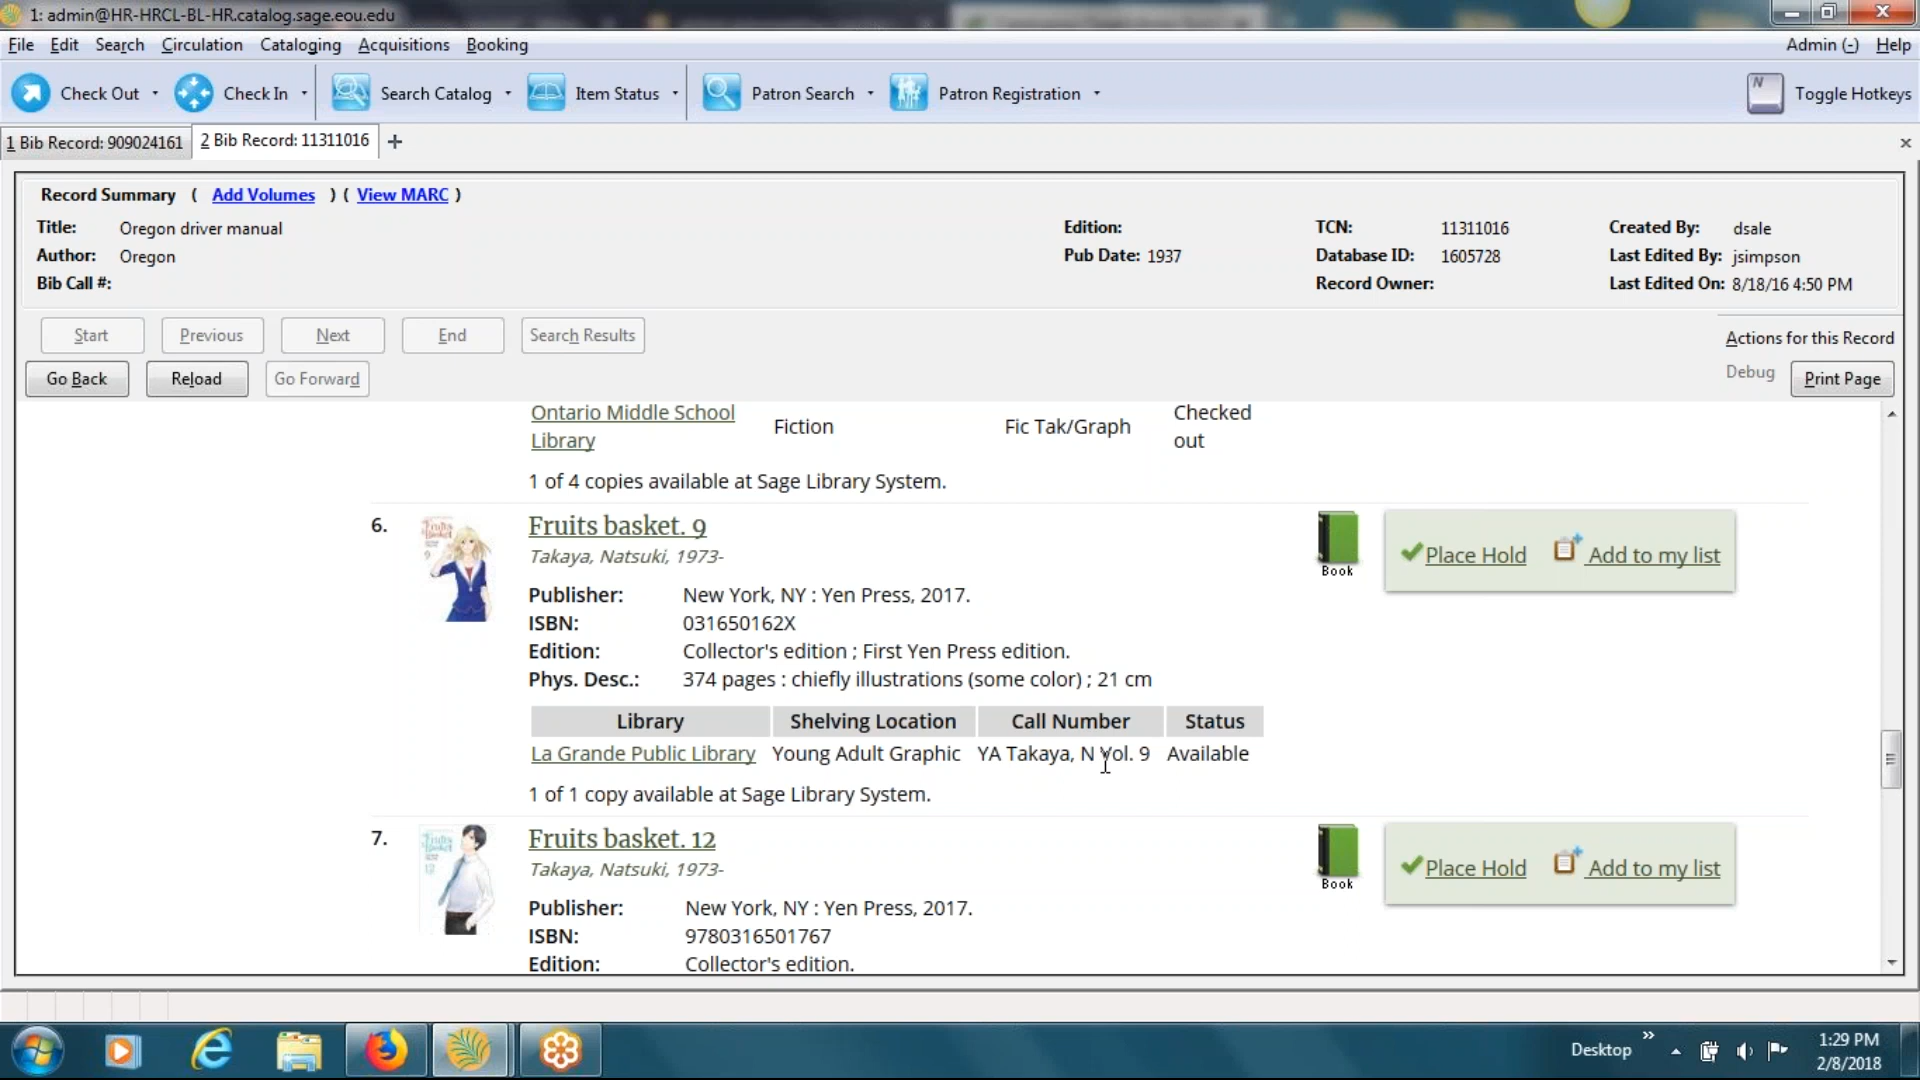 1: admin@HR-HRCL-BL-HR.catalog.sage.eou.edu
File Edit Search Circulation Cataloging Acquisitions Booking Admin (-) Help
Check Out Check In Search Catalog Item Status Patron Search Patron Registration N Toggle Hotkeys
1 Bib Record: 909024161 2 Bib Record: 11311016
Record Summary ( Add Volumes ) ( View MARC )
Title: Oregon driver manual Edition: TCN: 11311016 Created By: dsale
Author: Oregon Pub Date: 1937 Database ID: 1605728 Last Edited By: jsimpson
Bib Call #: Record Owner: Last Edited On: 8/18/16 4:50 PM
Start Previous Next End Search Results Actions for this Record
Go Back Reload Go Forward Debug Print Page
Ontario Middle School Library Fiction Fic Tak/Graph Checked out
1 of 4 copies available at Sage Library System.
6. Fruits basket. 9
Takaya, Natsuki, 1973-
Book Place Hold Add to my list
Publisher: New York, NY : Yen Press, 2017.
ISBN: 031650162X
Edition: Collector's edition ; First Yen Press edition.
Phys. Desc.: 374 pages : chiefly illustrations (some color) ; 21 cm
Library Shelving Location Call Number Status
La Grande Public Library Young Adult Graphic YA Takaya, N Vol. 9 Available
1 of 1 copy available at Sage Library System.
7. Fruits basket. 12
Takaya, Natsuki, 1973-
Book Place Hold Add to my list
Publisher: New York, NY : Yen Press, 2017.
ISBN: 9780316501767
Edition: Collector's edition.
Desktop 1:29 PM
2/8/2018